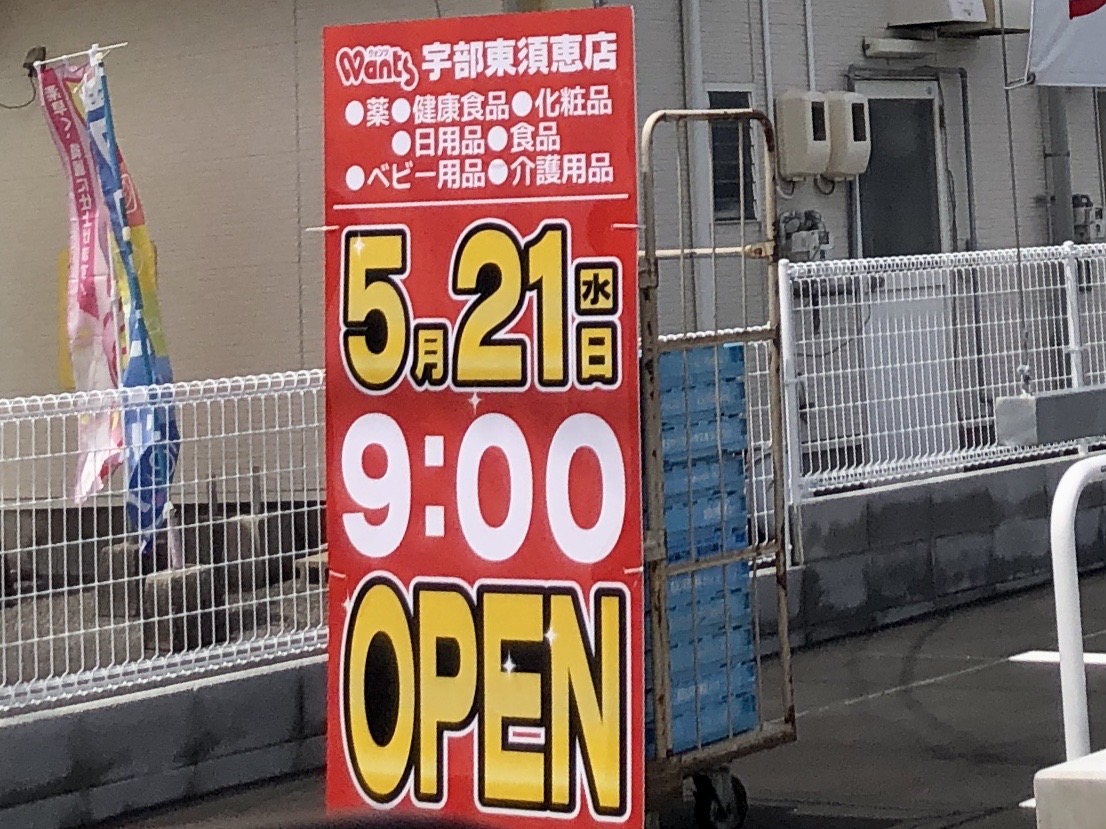 ウォンツ
Wants 宇部東須恵店
●薬●健康食品●化粧品
●日用品●食品
●ベビー用品●介護用品
5月21日水
9:00
OPEN